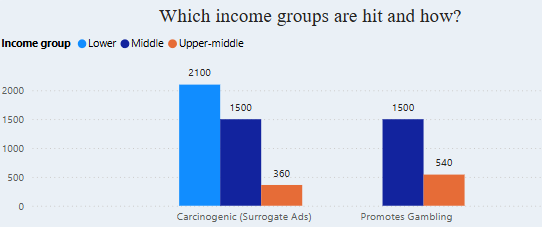 Which income groups are hit and how?
Income group Lower Middle Upper-middle
2100
2000
1500 1500 1500
1000
540
500 360
0
Carcinogenic (Surrogate Ads) Promotes Gambling